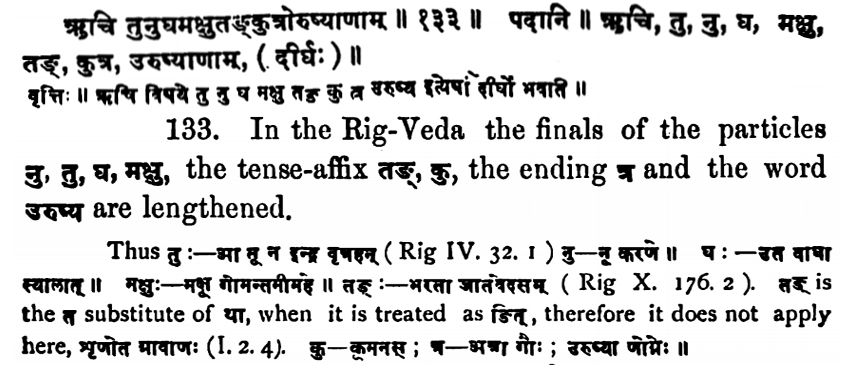 ऋचि तुनुघमक्षुतङ्कुत्रोरुष्याणाम् ॥ १३३ ॥ पदानि ॥ ऋचि, तु, नु, घ, मक्षु,
तङ्, कुत्र, उरुष्याणाम्, ( दीर्घः ) ॥
वृत्तिः ॥ ऋचि विषये तु नु घ मक्षु तङ कु त्र उरुष्य इत्येषां दीर्घो भवति ॥
133. In the Rig-Veda the finals of the particles
नु, तु, घ, मक्षु, the tense-affix तङ्, कु, the ending त्र and the word
उरुष्य are lengthened.
Thus तु :—आ तू न इन्द्र वृत्रहम् ( Rig IV. 32. 1 ) नु—नू करणे ॥ घ :—उत वाघा
स्यालात् ॥ मक्षुः—मक्षू गोमन्तमीमहे ॥ तङ् :—भरता जातवेदसम् ( Rig X. 176. 2 ). तङ् is
the त substitute of था, when it is treated as ङित्, therefore it does not apply
here, शृणोत ग्रावाणः (I. 2. 4). कु—कूमनस् ; त्र—अत्रा गौः ; उरुष्या णोग्नेः ॥